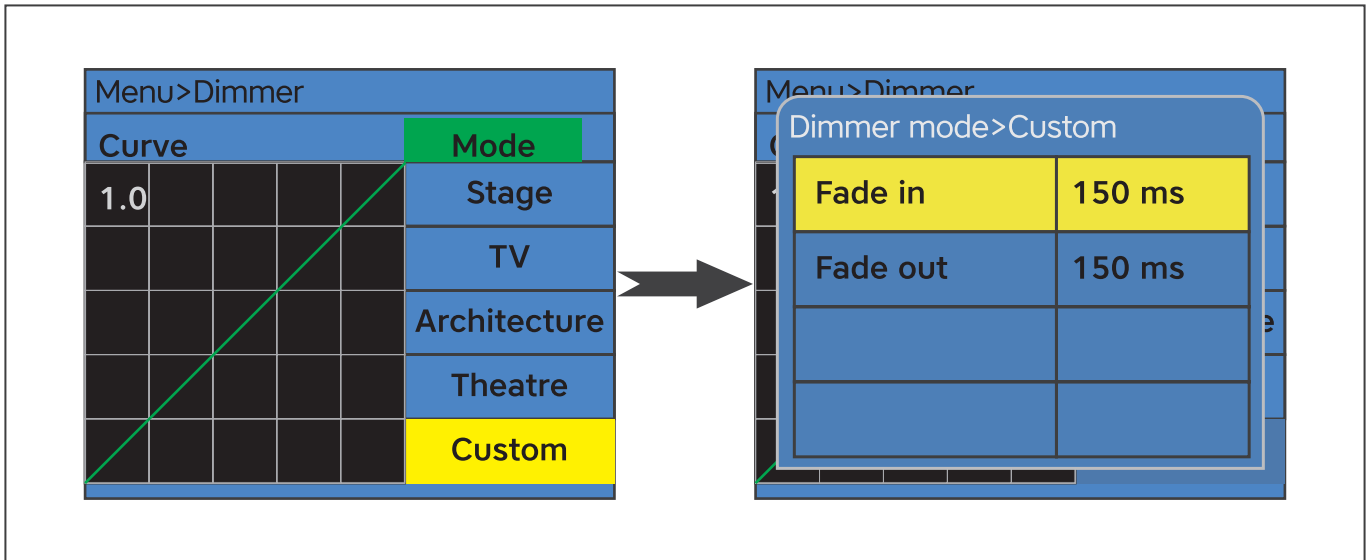 Menu>Dimmer
Curve Mode
1.0 Stage
TV
Architecture
Theatre
Custom
Menu>Dimmer
Dimmer mode>Custom
Fade in 150 ms
Fade out 150 ms